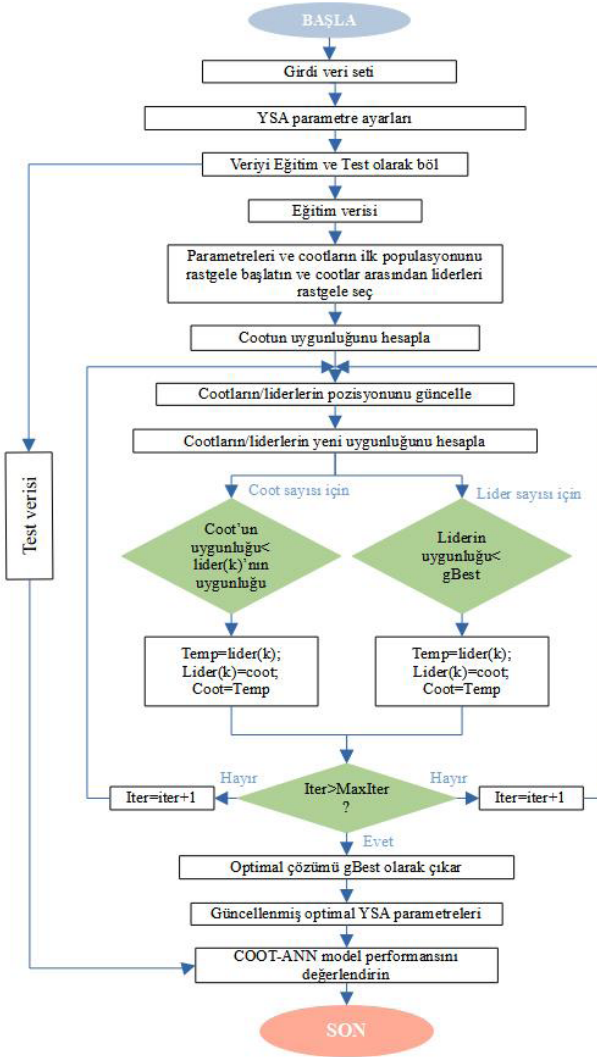 BAŞLA
Girdi veri seti
YSA parametre ayarları
Veriyi Eğitim ve Test olarak böl
Eğitim verisi
Parametreleri ve cootların ilk populasyonunu
rastgele başlatın ve cootlar arasından liderleri
rastgele seç
Cootun uygunluğunu hesapla
Cootların/liderlerin pozisyonunu güncelle
Cootların/liderlerin yeni uygunluğunu hesapla
Test verisi
Coot sayısı için
Lider sayısı için
Coot’un
uygunluğu<
lider(k)’nın
uygunluğu
Liderin
uygunluğu<
gBest
Temp=lider(k);
Lider(k)=coot;
Coot=Temp
Temp=lider(k);
Lider(k)=coot;
Coot=Temp
Hayır
Hayır
Iter=iter+1
Iter>MaxIter
?
Iter=iter+1
Evet
Optimal çözümü gBest olarak çıkar
Güncellenmiş optimal YSA parametreleri
COOT-ANN model performansını
değerlendirin
SON